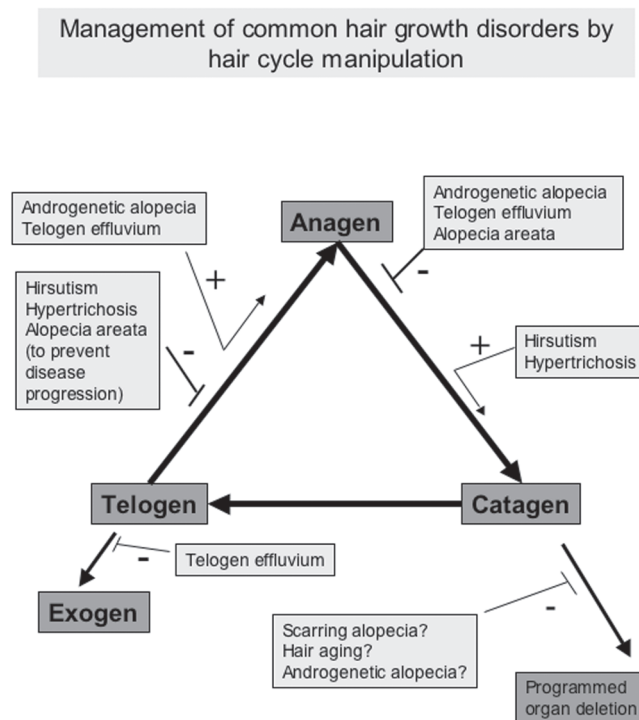 Management of common hair growth disorders by
hair cycle manipulation
Androgenetic alopecia
Telogen effluvium
Anagen
Androgenetic alopecia
Telogen effluvium
Alopecia areata
+
-
Hirsutism
Hypertrichosis
Alopecia areata
(to prevent
disease
progression)
-
+
Hirsutism
Hypertrichosis
Telogen
Catagen
-
Telogen effluvium
Exogen
-
Scarring alopecia?
Hair aging?
Androgenetic alopecia?
Programmed
organ deletion